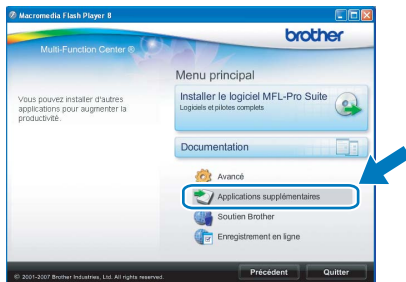 Macromedia Flash Player 8
brother
Multi-Function Center ®
Menu principal
Vous pouvez installer d'autres
applications pour augmenter la
productivité.
Installer le logiciel MFL-Pro Suite
Logiciels et pilotes complets
Documentation
Avancé
Applications supplémentaires
Soutien Brother
Enregistrement en ligne
© 2001-2007 Brother Industries, Ltd. All rights reserved.
Précédent
Quitter